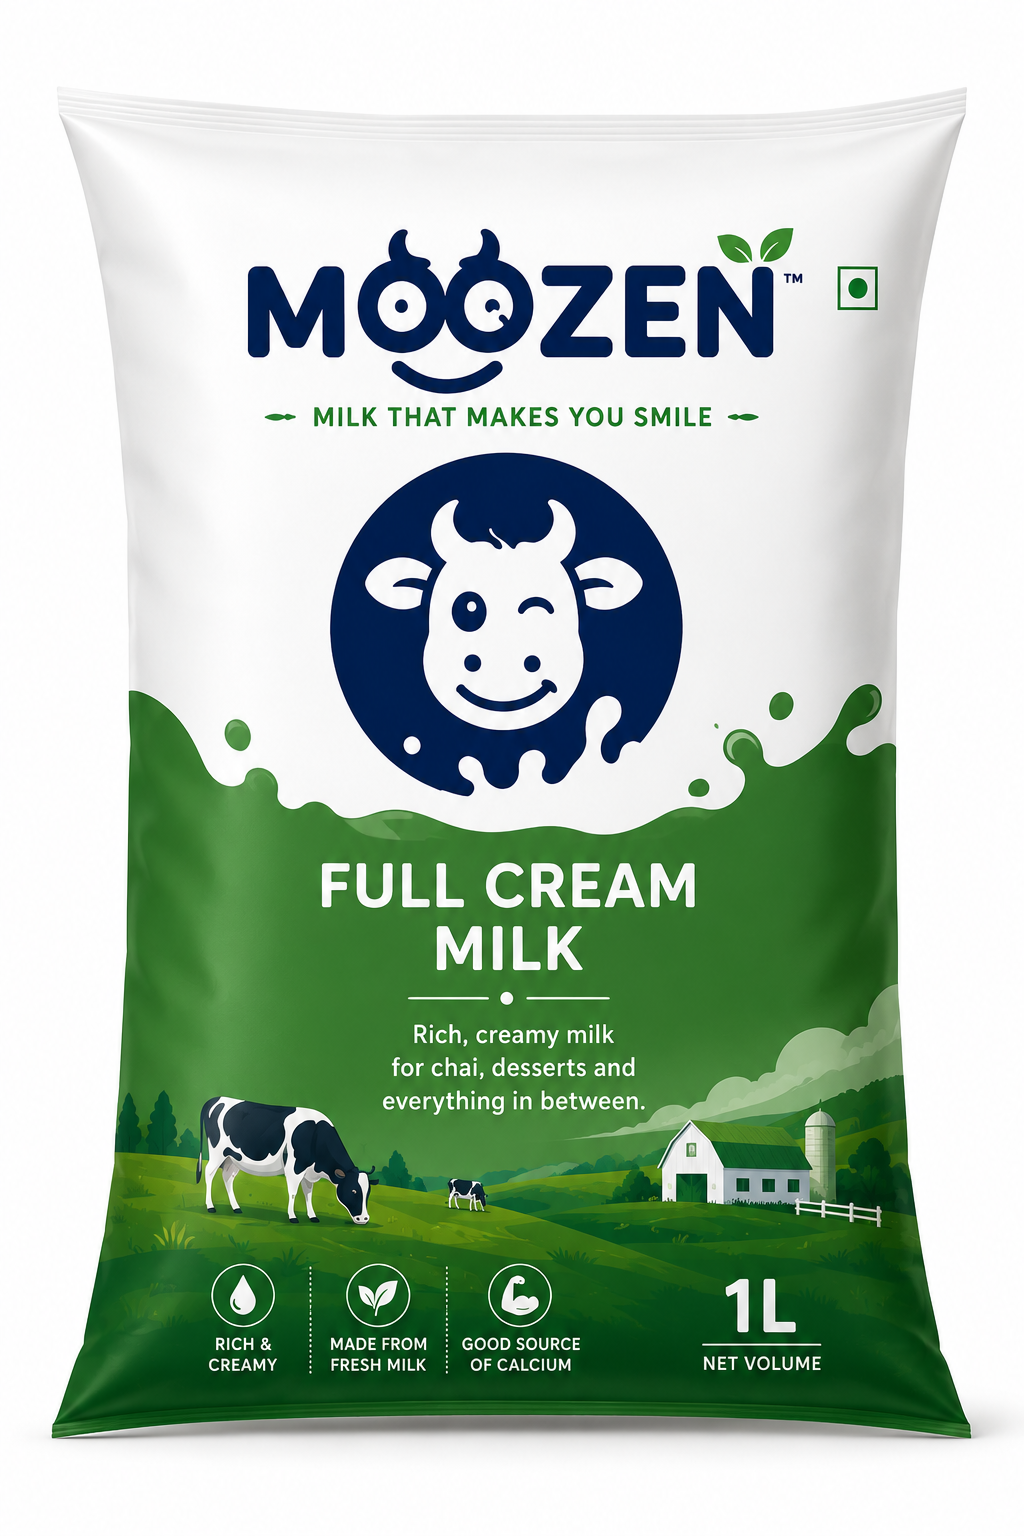 MOOZEN™
MILK THAT MAKES YOU SMILE
FULL CREAM
MILK
Rich, creamy milk
for chai, desserts and
everything in between.
RICH &
CREAMY
MADE FROM
FRESH MILK
GOOD SOURCE
OF CALCIUM
1L
NET VOLUME